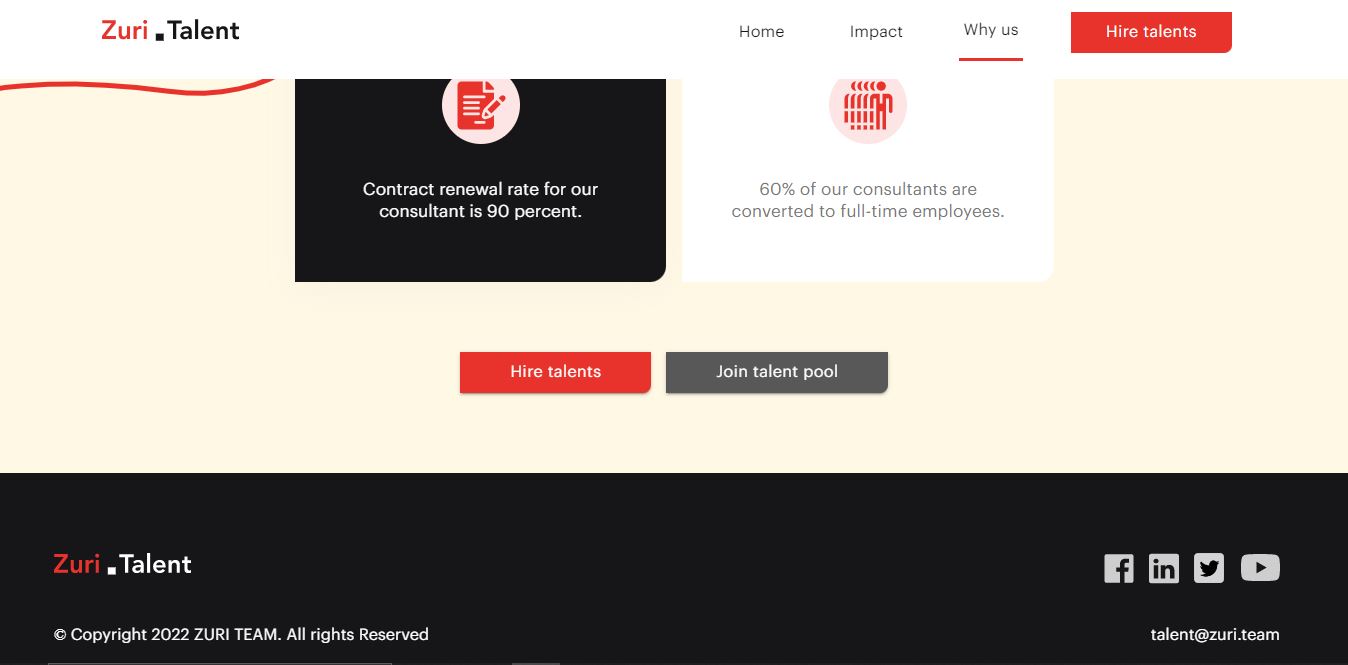 Zuri .Talent
Home
Impact
Why us
Hire talents
Contract renewal rate for our
consultant is 90 percent.
60% of our consultants are
converted to full-time employees.
Hire talents
Join talent pool
Zuri .Talent
© Copyright 2022 ZURI TEAM. All rights Reserved
talent@zuri.team